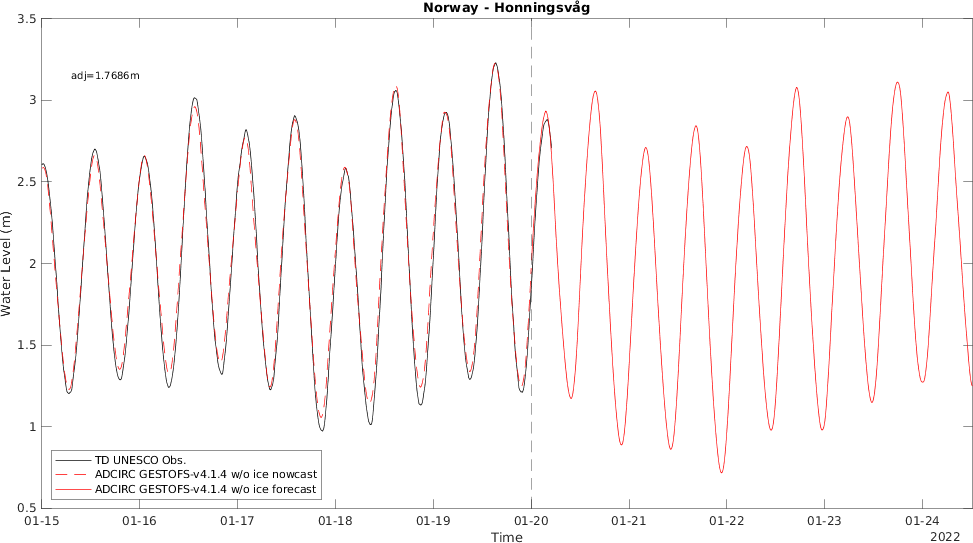 Norway - Honningsvåg
3.5
adj=1.7686m
3
2.5
2
1.5
1
0.5
Water Level (m)
TD UNESCO Obs.
ADCIRC GESTOFS-v4.1.4 w/o ice nowcast
ADCIRC GESTOFS-v4.1.4 w/o ice forecast
01-15 01-16 01-17 01-18 01-19 01-20 01-21 01-22 01-23 01-24
Time
2022